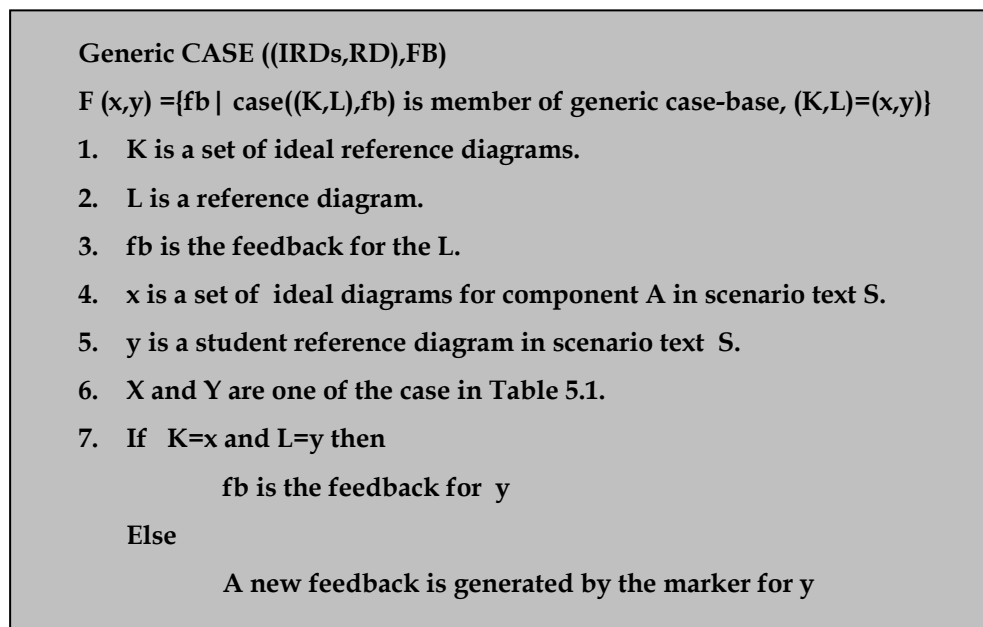 Generic CASE ((IRDs,RD),FB)
F (x,y) ={fb| case((K,L),fb) is member of generic case-base, (K,L)=(x,y)}
1. K is a set of ideal reference diagrams.
2. L is a reference diagram.
3. fb is the feedback for the L.
4. x is a set of ideal diagrams for component A in scenario text S.
5. y is a student reference diagram in scenario text S.
6. X and Y are one of the case in Table 5.1.
7. If K=x and L=y then
fb is the feedback for y
Else
A new feedback is generated by the marker for y